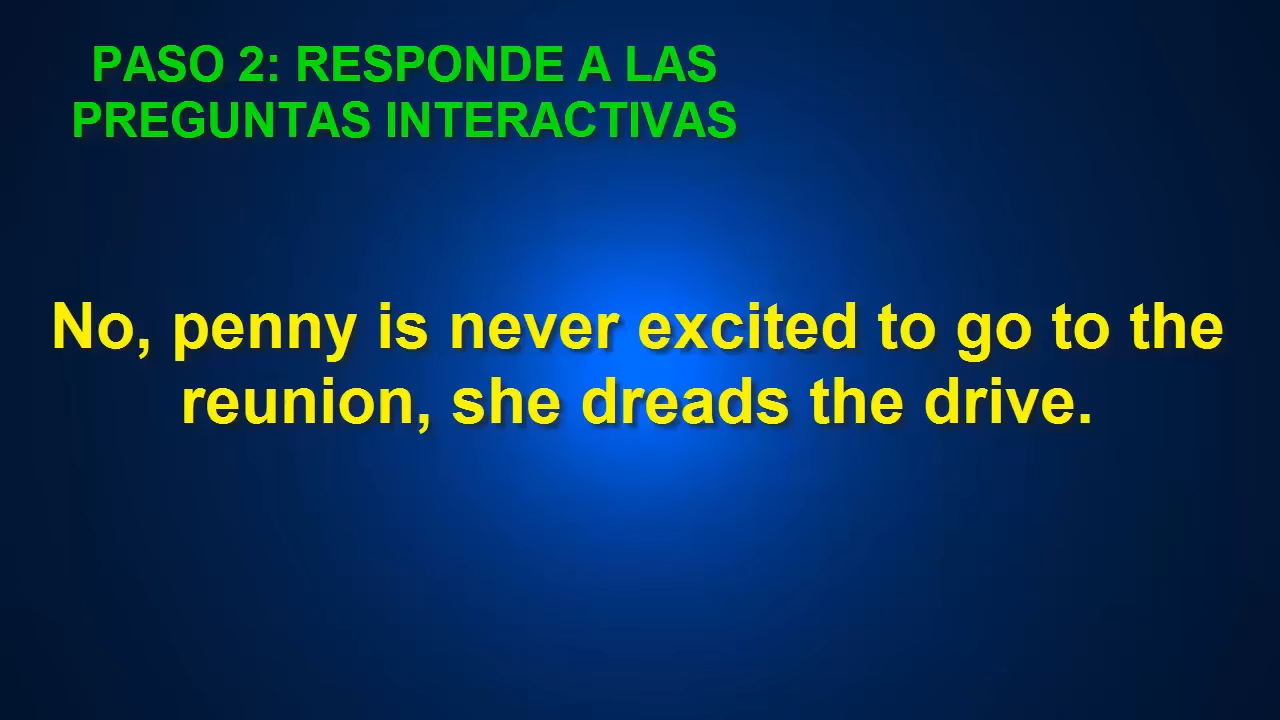 PASO 2: RESPONDE A LAS
PREGUNTAS INTERACTIVAS
No, penny is never excited to go to the
reunion, she dreads the drive.